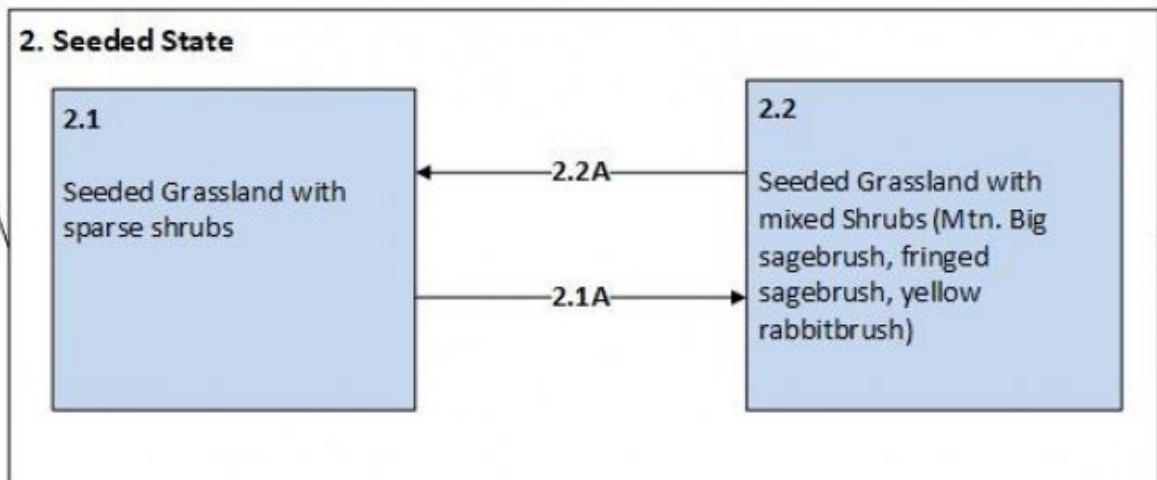 2. Seeded State
2.1
Seeded Grassland with
sparse shrubs
2.2A
2.1A
2.2
Seeded Grassland with
mixed Shrubs (Mtn. Big
sagebrush, fringed
sagebrush, yellow
rabbitbrush)